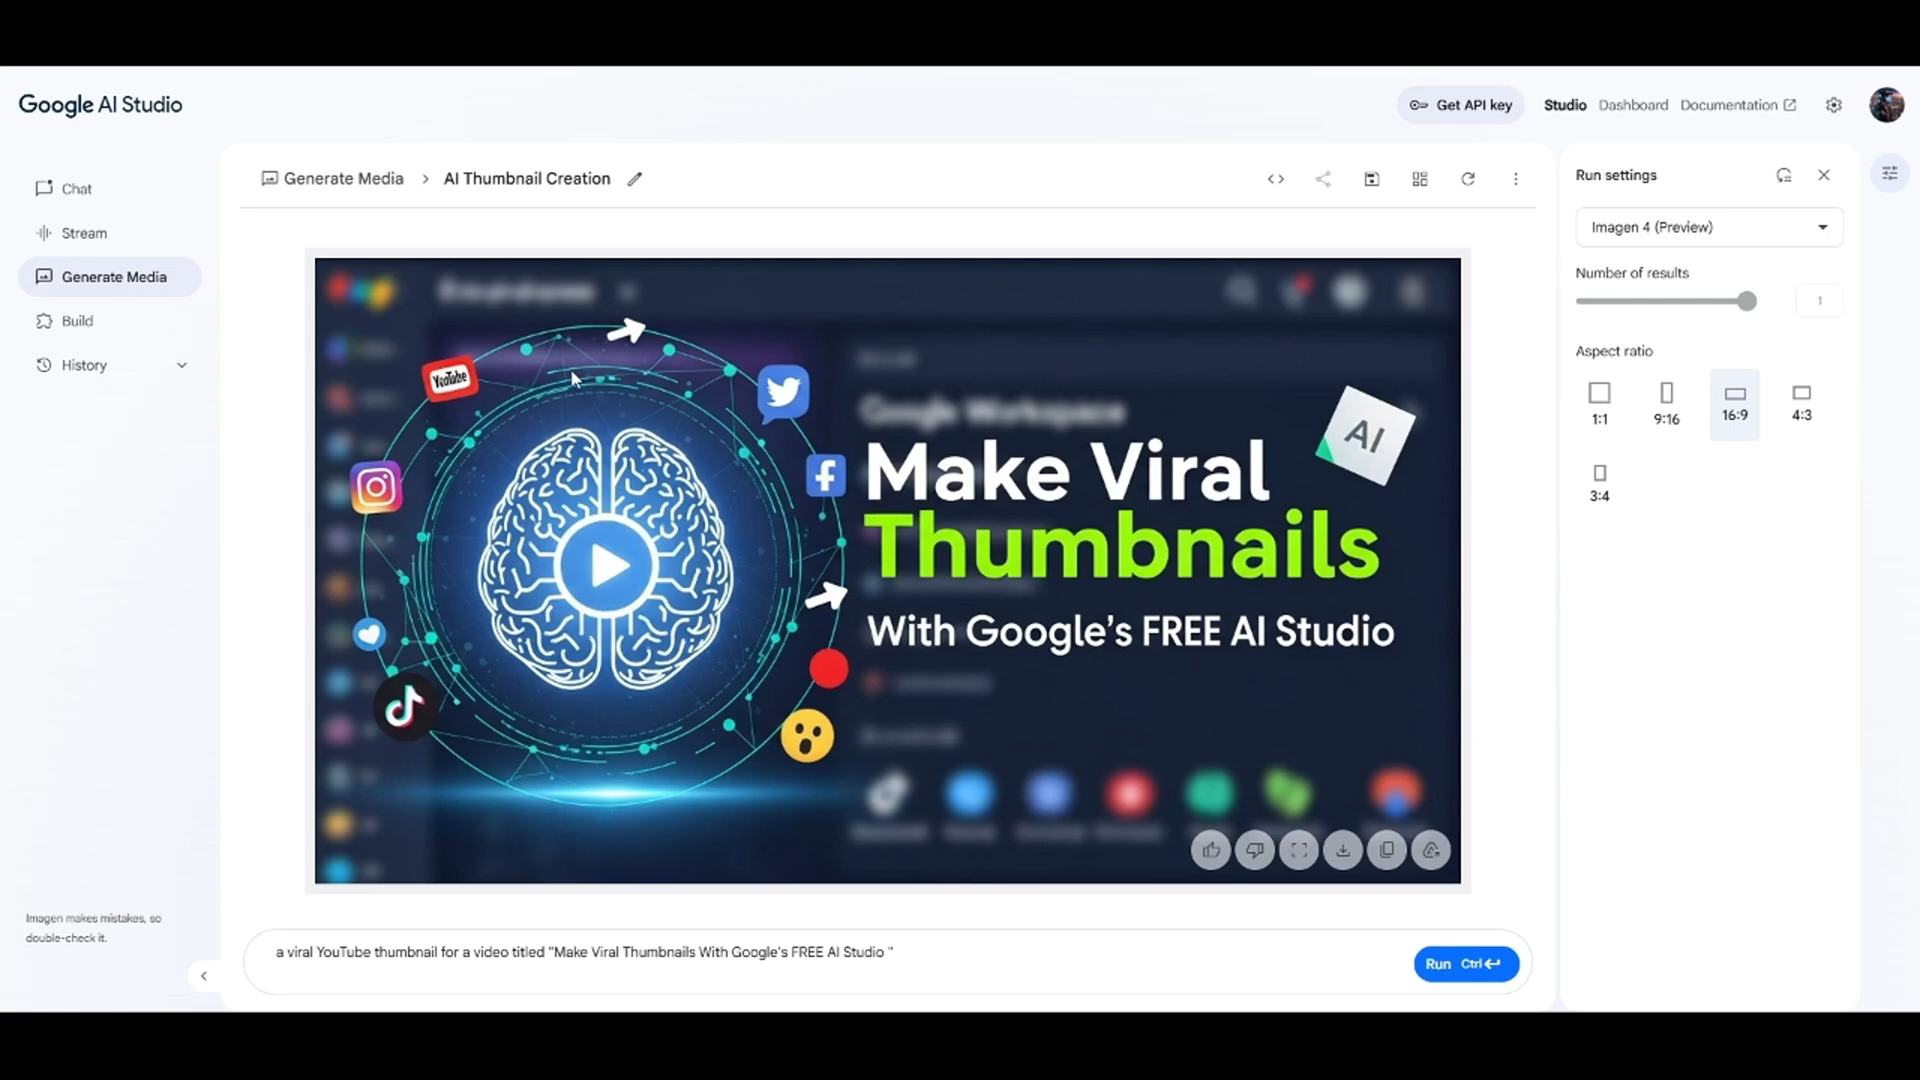 Google AI Studio
Get API key
Studio
Dashboard
Documentation
Chat
Stream
Generate Media
Build
History
Imagen makes mistakes, so
double-check it.
Generate Media > AI Thumbnail Creation
YouTube
Google Workspace
AI
Make Viral
Thumbnails
With Google's FREE AI Studio
a viral YouTube thumbnail for a video titled "Make Viral Thumbnails With Google's FREE AI Studio "
Run Ctrl
Run settings
Imagen 4 (Preview)
Number of results
1
Aspect ratio
1:1
9:16
16:9
4:3
3:4